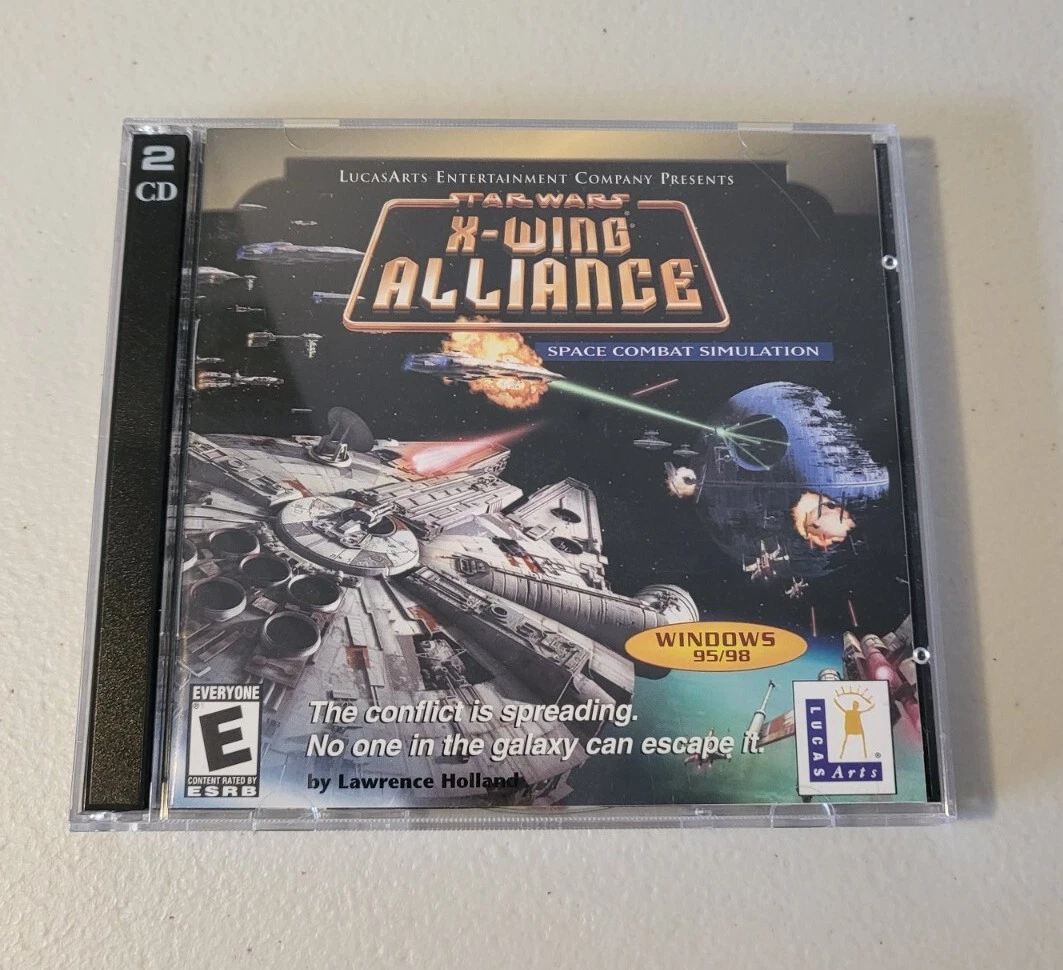 2
CD
LUCASARTS ENTERTAINMENT COMPANY PRESENTS
STAR WARS
X-WING®
ALLIANCE
SPACE COMBAT SIMULATION
WINDOWS
95/98
The conflict is spreading.
No one in the galaxy can escape it.
by Lawrence Holland
EVERYONE
E
®
CONTENT RATED BY
ESRB
LUCAS
Arts
®